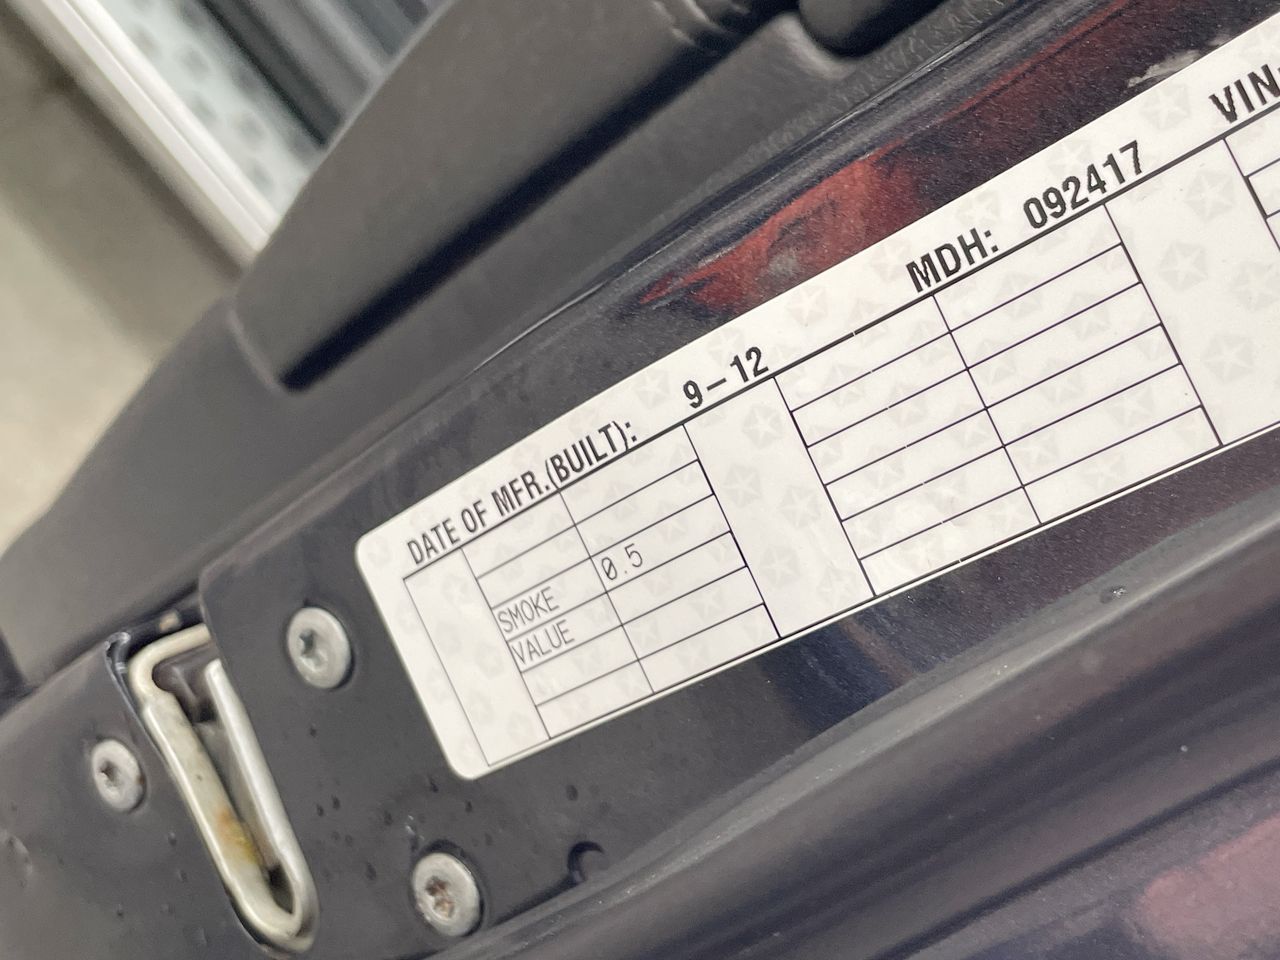 DATE OF MFR.(BUILT): 9-12 MDH: 092417 VIN:
SMOKE 0.5
VALUE